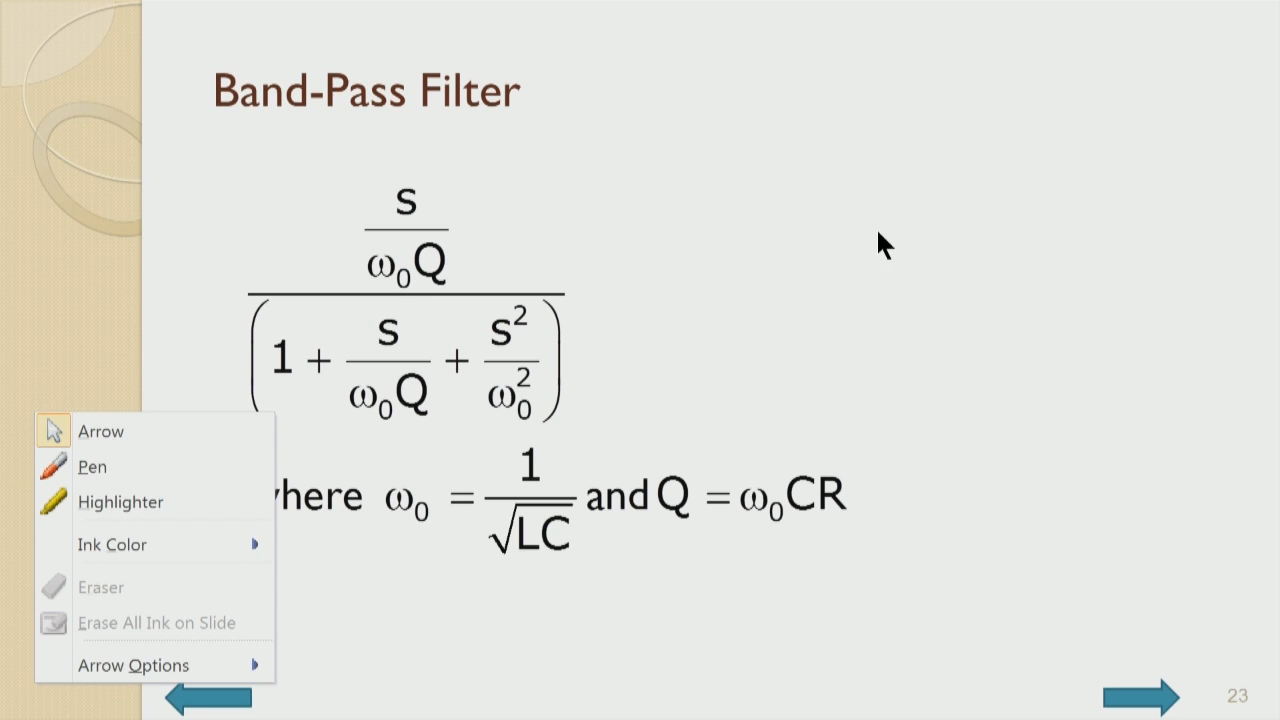 Band-Pass Filter
s
ω₀Q
(1 + s/ω₀Q + s²/ω₀²)
where ω₀ = 1/√LC and Q = ω₀CR
Arrow
Pen
Highlighter
Ink Color
Eraser
Erase All Ink on Slide
Arrow Options
23